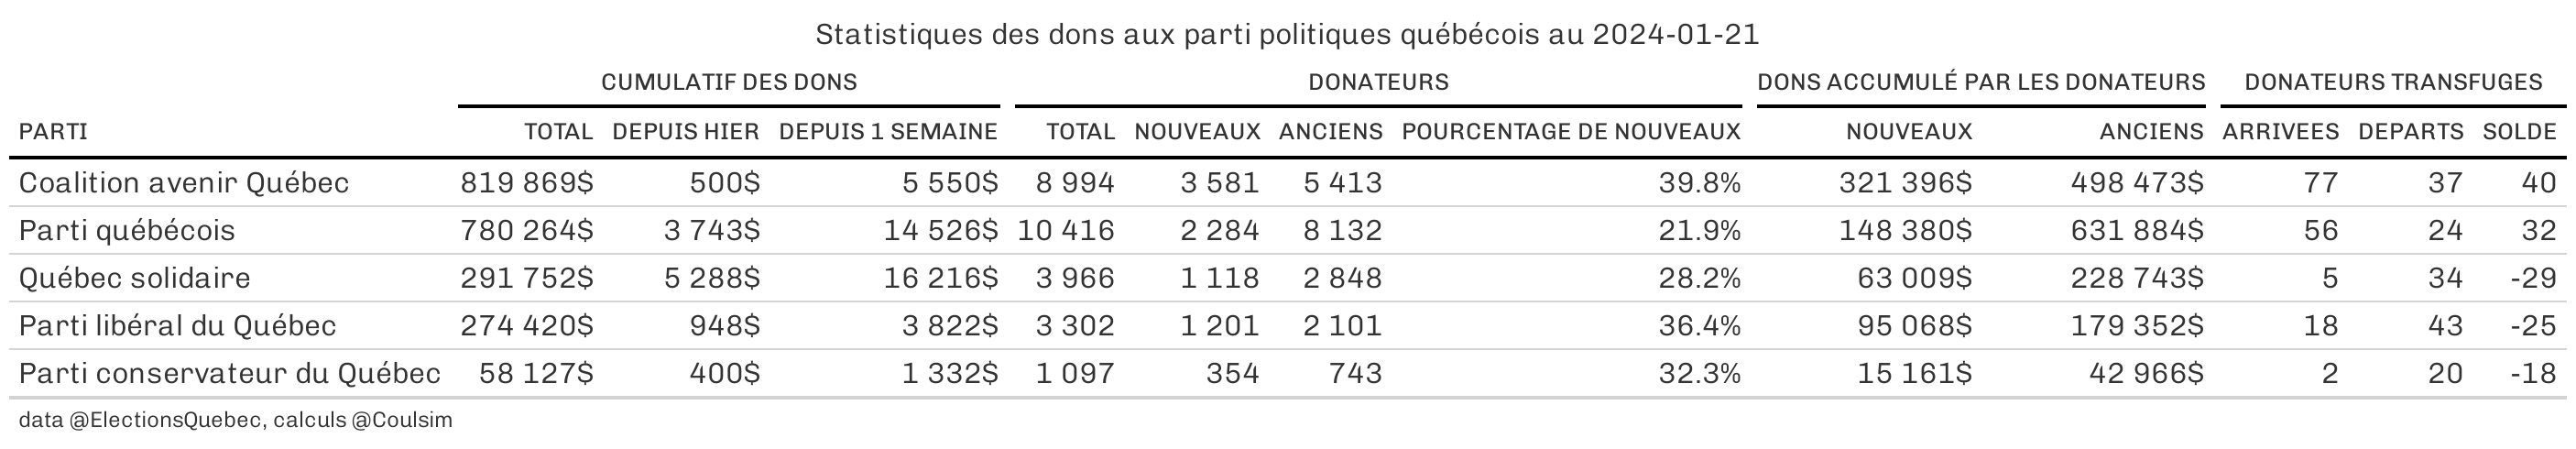 Statistiques des dons aux parti politiques québécois au 2024-01-21
CUMULATIF DES DONS DONATEURS DONS ACCUMULÉ PAR LES DONATEURS DONATEURS TRANSFUGES
PARTI TOTAL DEPUIS HIER DEPUIS 1 SEMAINE TOTAL NOUVEAUX ANCIENS POURCENTAGE DE NOUVEAUX NOUVEAUX ANCIENS ARRIVEES DEPARTS SOLDE
Coalition avenir Québec 819 869$ 500$ 5 550$ 8 994 3 581 5 413 39.8% 321 396$ 498 473$ 77 37 40
Parti québécois 780 264$ 3 743$ 14 526$ 10 416 2 284 8 132 21.9% 148 380$ 631 884$ 56 24 32
Québec solidaire 291 752$ 5 288$ 16 216$ 3 966 1 118 2 848 28.2% 63 009$ 228 743$ 5 34 -29
Parti libéral du Québec 274 420$ 948$ 3 822$ 3 302 1 201 2 101 36.4% 95 068$ 179 352$ 18 43 -25
Parti conservateur du Québec 58 127$ 400$ 1 332$ 1 097 354 743 32.3% 15 161$ 42 966$ 2 20 -18
data @ElectionsQuebec, calculs @Coulsim